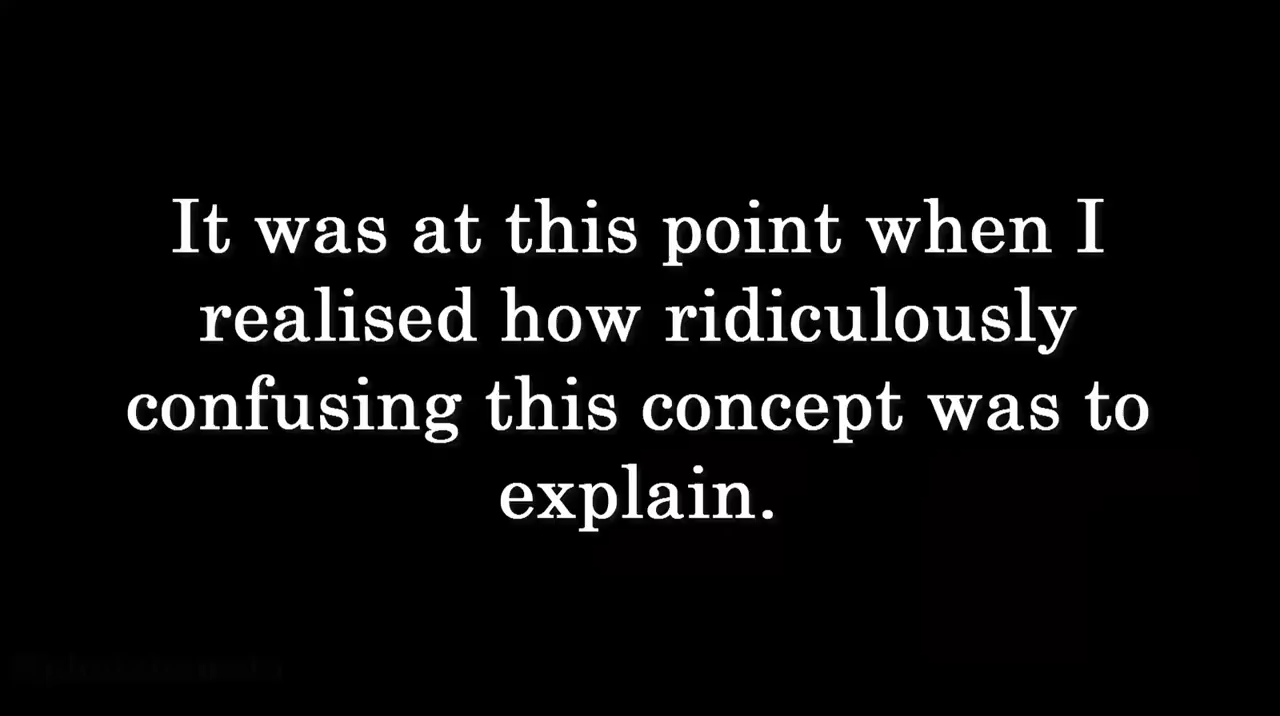 It was at this point when I
realised how ridiculously
confusing this concept was to
explain.